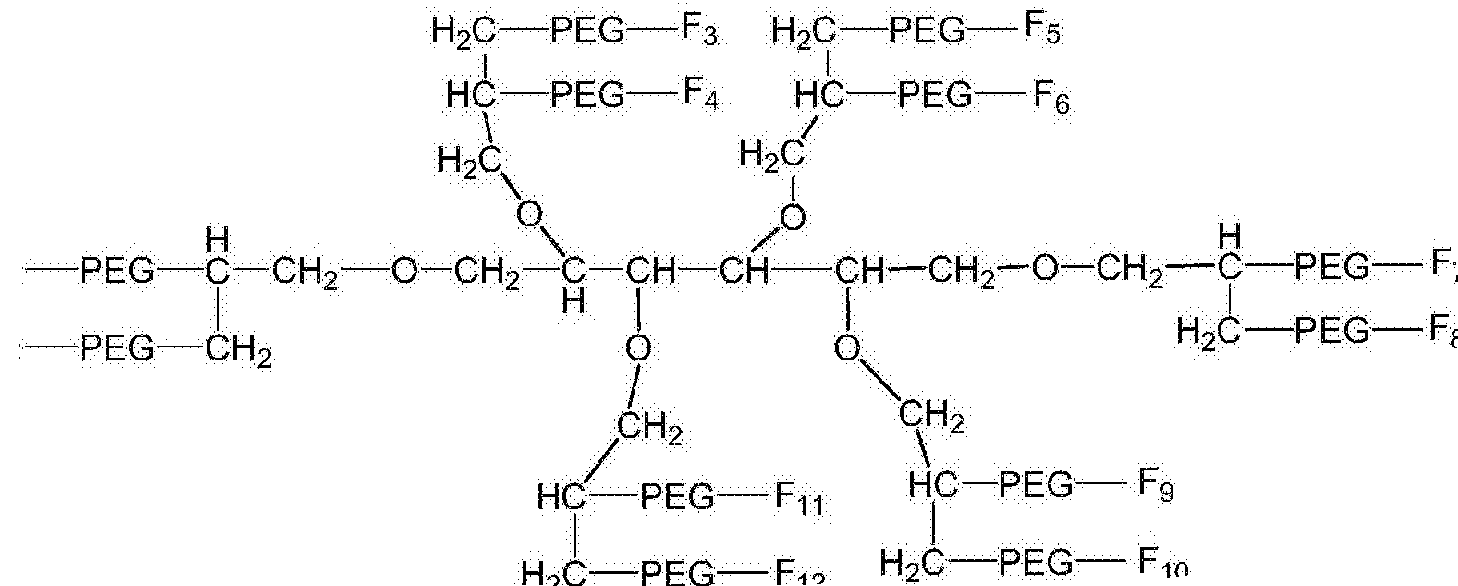 H₂C—PEG—F₃ H₂C—PEG—F₅
HC—PEG—F₄ HC—PEG—F₆
H₂C H₂C
O O
H H
PEG—C—CH₂—O—CH₂—C—CH—CH—CH—CH₂—O—CH₂—C—PEG—F
H
PEG—CH₂ O O H₂C—PEG—F₈
CH₂ CH₂
HC—PEG—F₁₁ HC—PEG—F₉
H₂C—PEG—F₁₂ H₂C—PEG—F₁₀